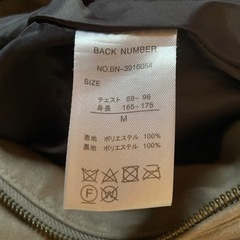 BACK NUMBER
NO.BN-3916054
SIZE
チェスト 88- 96
身長 165-175
M
表地 ポリエステル 100%
裏地 ポリエステル 100%
F W